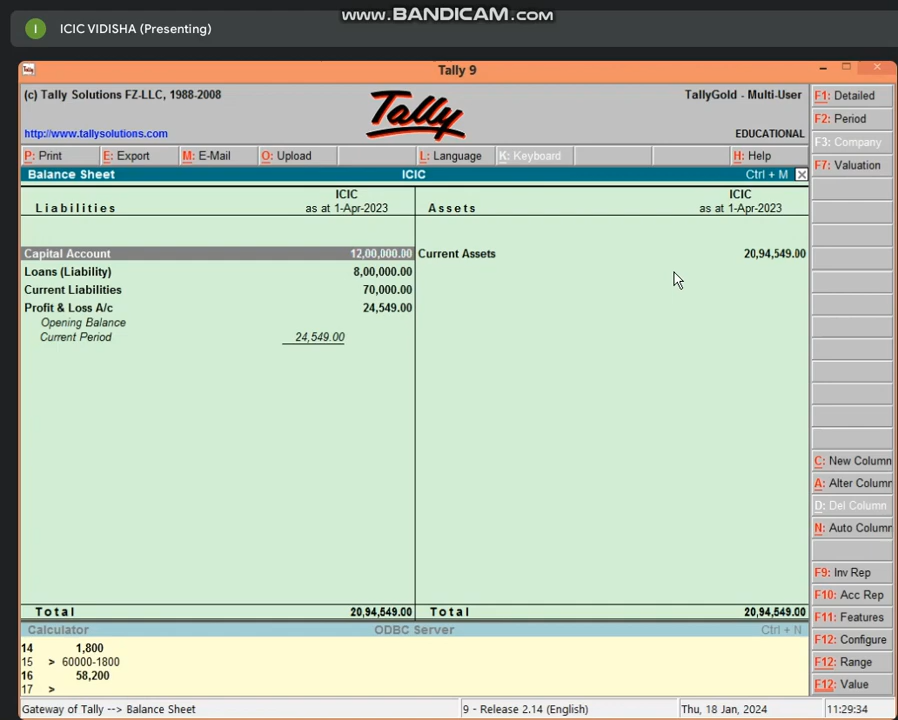 www.BANDICAM.com
I ICIC VIDISHA (Presenting)
Tally Tally 9
(c) Tally Solutions FZ-LLC, 1988-2008 TallyGold - Multi-User
Tally
http://www.tallysolutions.com EDUCATIONAL
P: Print E: Export M: E-Mail O: Upload L: Language K: Keyboard H: Help
F1: Detailed
F2: Period
F3: Company
F7: Valuation
Balance Sheet ICIC Ctrl + M
ICIC ICIC
Liabilities as at 1-Apr-2023 Assets as at 1-Apr-2023
Capital Account 12,00,000.00 Current Assets 20,94,549.00
Loans (Liability) 8,00,000.00
Current Liabilities 70,000.00
Profit & Loss A/c 24,549.00
Opening Balance
Current Period 24,549.00
C: New Column
A: Alter Column
D: Del Column
N: Auto Column
F9: Inv Rep
F10: Acc Rep
F11: Features
F12: Configure
F12: Range
F12: Value
Total 20,94,549.00 Total 20,94,549.00
Calculator ODBC Server Ctrl + N
14 1,800
15 > 60000-1800
16 58,200
17 >
Gateway of Tally --> Balance Sheet 9 - Release 2.14 (English) Thu, 18 Jan, 2024 11:29:34